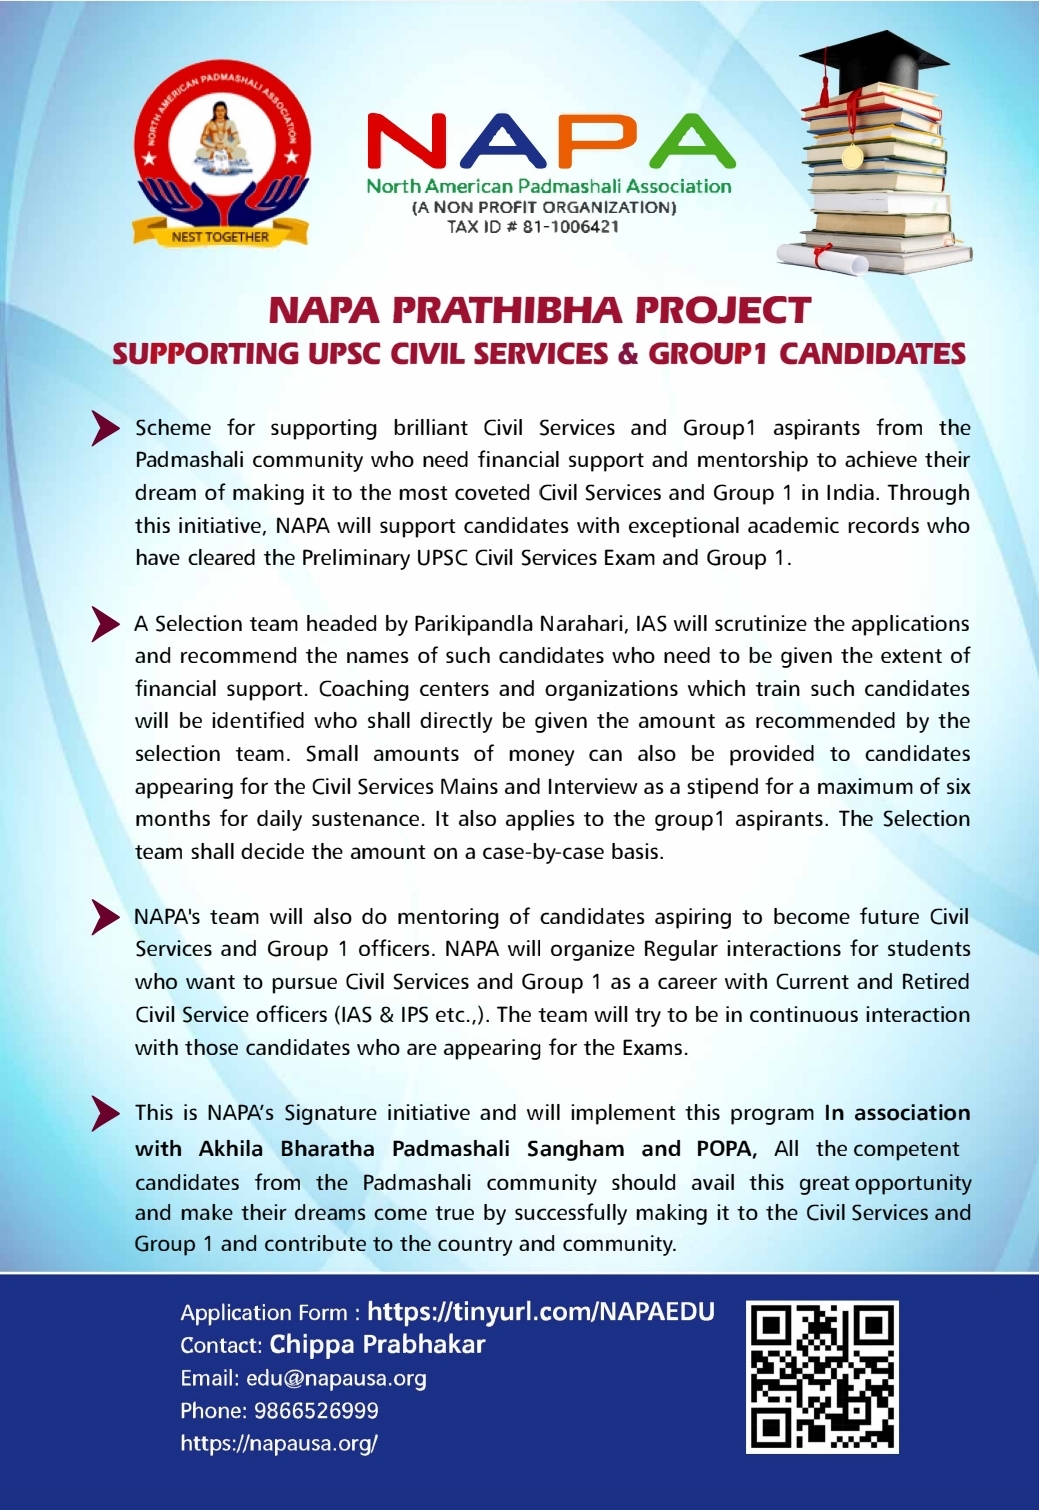 NORTH AMERICAN PADMASHALI ASSOCIATION
NEST TOGETHER
NAPA
North American Padmashali Association
(A NON PROFIT ORGANIZATION)
TAX ID # 81-1006421
NAPA PRATHIBHA PROJECT
SUPPORTING UPSC CIVIL SERVICES & GROUP1 CANDIDATES
Scheme for supporting brilliant Civil Services and Group1 aspirants from the
Padmashali community who need financial support and mentorship to achieve their
dream of making it to the most coveted Civil Services and Group 1 in India. Through
this initiative, NAPA will support candidates with exceptional academic records who
have cleared the Preliminary UPSC Civil Services Exam and Group 1.
A Selection team headed by Parikipandla Narahari, IAS will scrutinize the applications
and recommend the names of such candidates who need to be given the extent of
financial support. Coaching centers and organizations which train such candidates
will be identified who shall directly be given the amount as recommended by the
selection team. Small amounts of money can also be provided to candidates
appearing for the Civil Services Mains and Interview as a stipend for a maximum of six
months for daily sustenance. It also applies to the group1 aspirants. The Selection
team shall decide the amount on a case-by-case basis.
NAPA's team will also do mentoring of candidates aspiring to become future Civil
Services and Group 1 officers. NAPA will organize Regular interactions for students
who want to pursue Civil Services and Group 1 as a career with Current and Retired
Civil Service officers (IAS & IPS etc.,). The team will try to be in continuous interaction
with those candidates who are appearing for the Exams.
This is NAPA’s Signature initiative and will implement this program In association
with Akhila Bharatha Padmashali Sangham and POPA, All the competent
candidates from the Padmashali community should avail this great opportunity
and make their dreams come true by successfully making it to the Civil Services and
Group 1 and contribute to the country and community.
Application Form : https://tinyurl.com/NAPAEDU
Contact: Chippa Prabhakar
Email: edu@napausa.org
Phone: 9866526999
https://napausa.org/